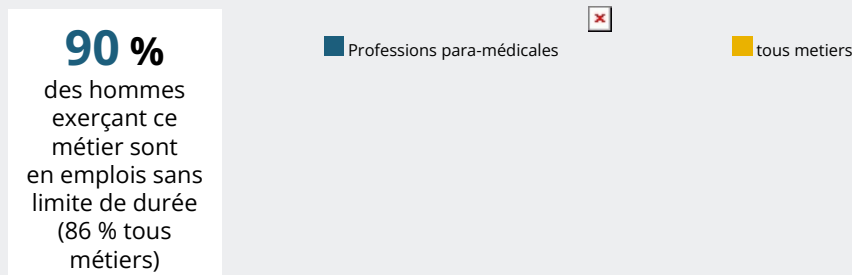 90 %
des hommes
exerçant ce
métier sont
en emplois sans
limite de durée
(86 % tous
métiers)
Professions para-médicales
tous metiers